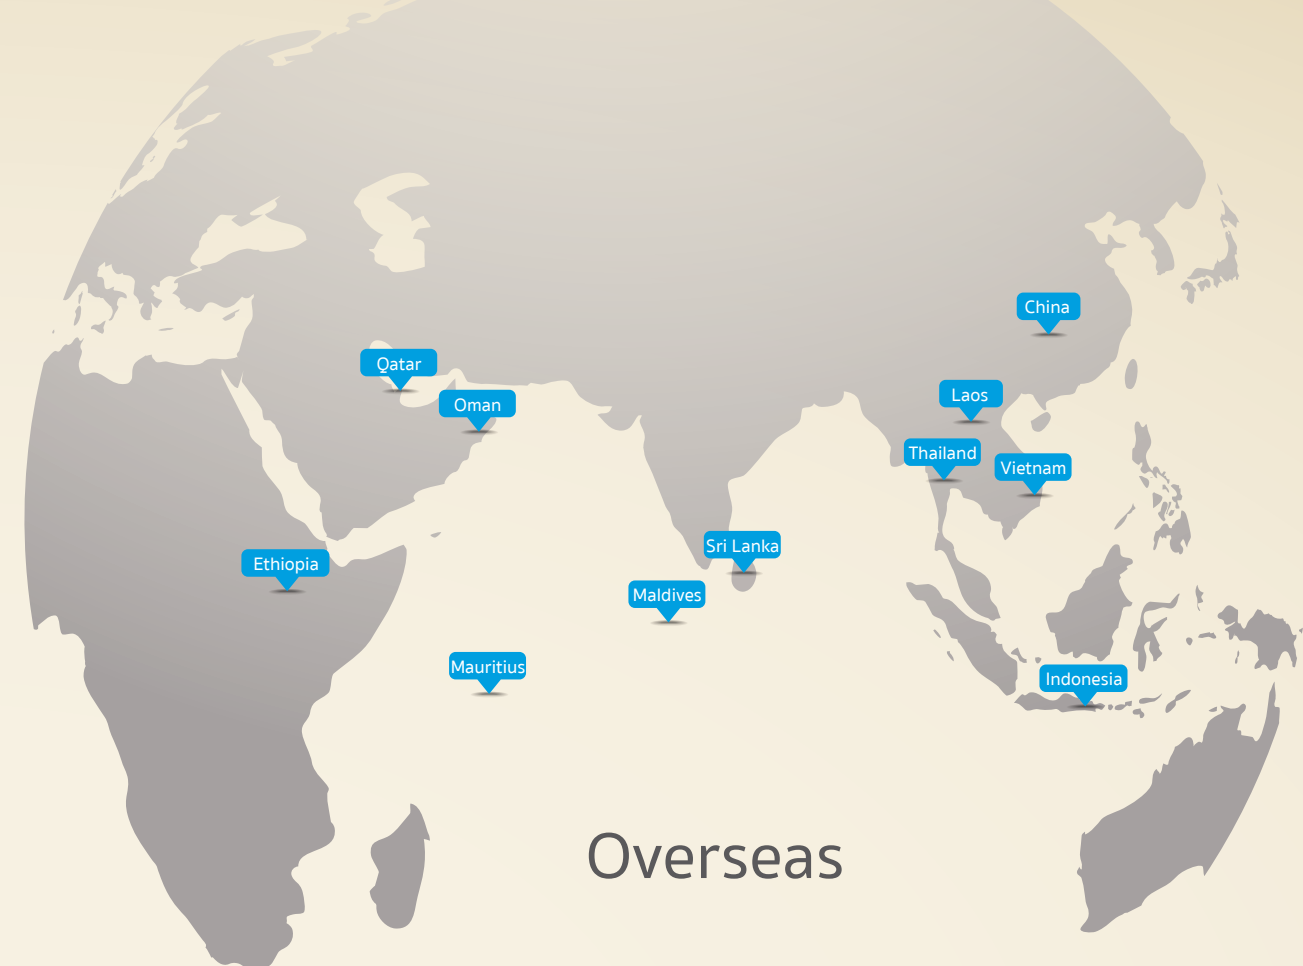 China
Qatar
Laos
Oman
Thailand
Vietnam
Sri Lanka
Ethiopia
Maldives
Mauritius
Indonesia
Overseas